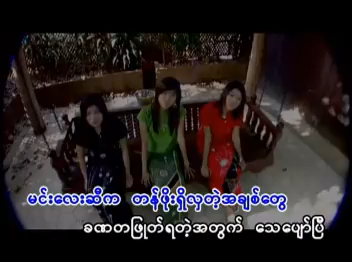 မင်းလေးဆီက တန်ဖိုးရှိလှတဲ့အချစ်တွေ
ခဏတဖြုတ်ရတဲ့အတွက် သေပျော်ပြီ